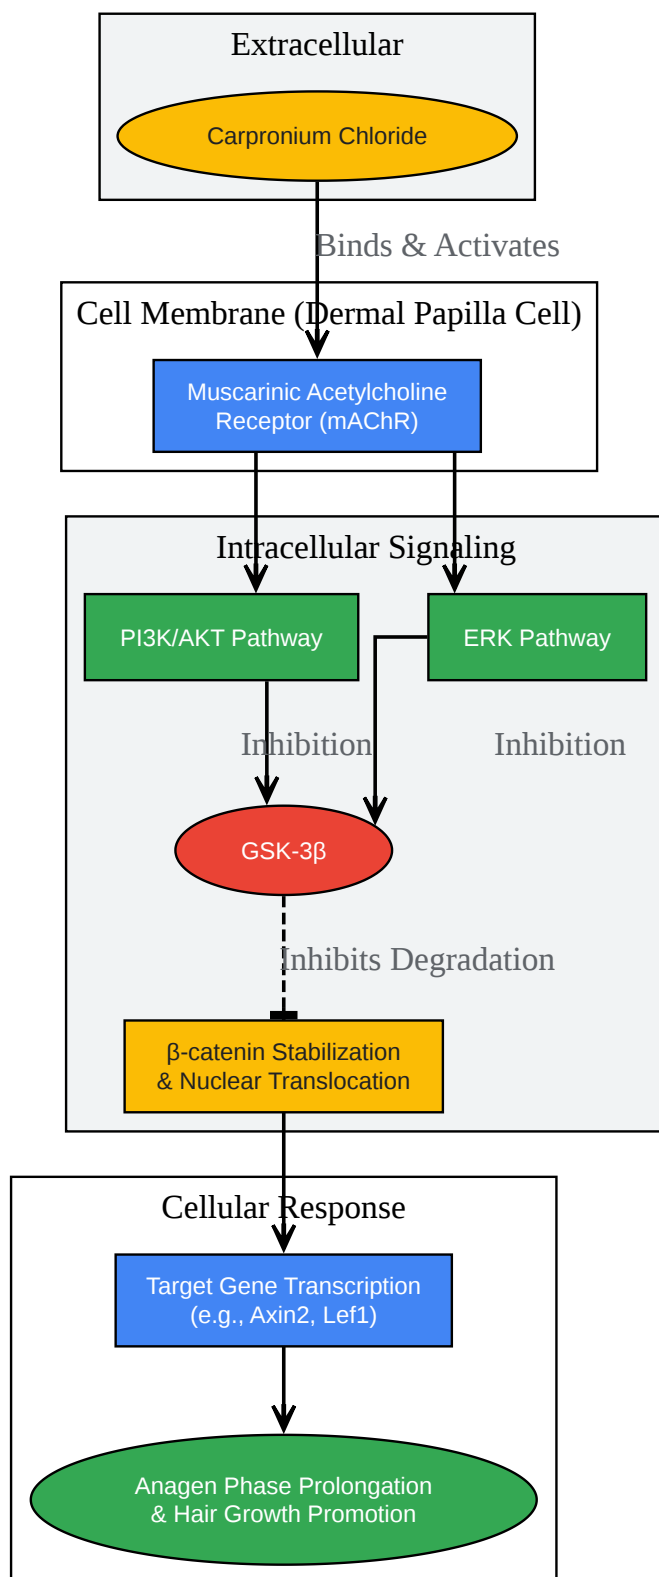 Extracellular
Carpronium Chloride
Binds & Activates
Cell Membrane (Dermal Papilla Cell)
Muscarinic Acetylcholine
Receptor (mAChR)
Intracellular Signaling
PI3K/AKT Pathway
ERK Pathway
Inhibition
Inhibition
GSK-3β
Inhibits Degradation
β-catenin Stabilization
& Nuclear Translocation
Cellular Response
Target Gene Transcription
(e.g., Axin2, Lef1)
Anagen Phase Prolongation
& Hair Growth Promotion